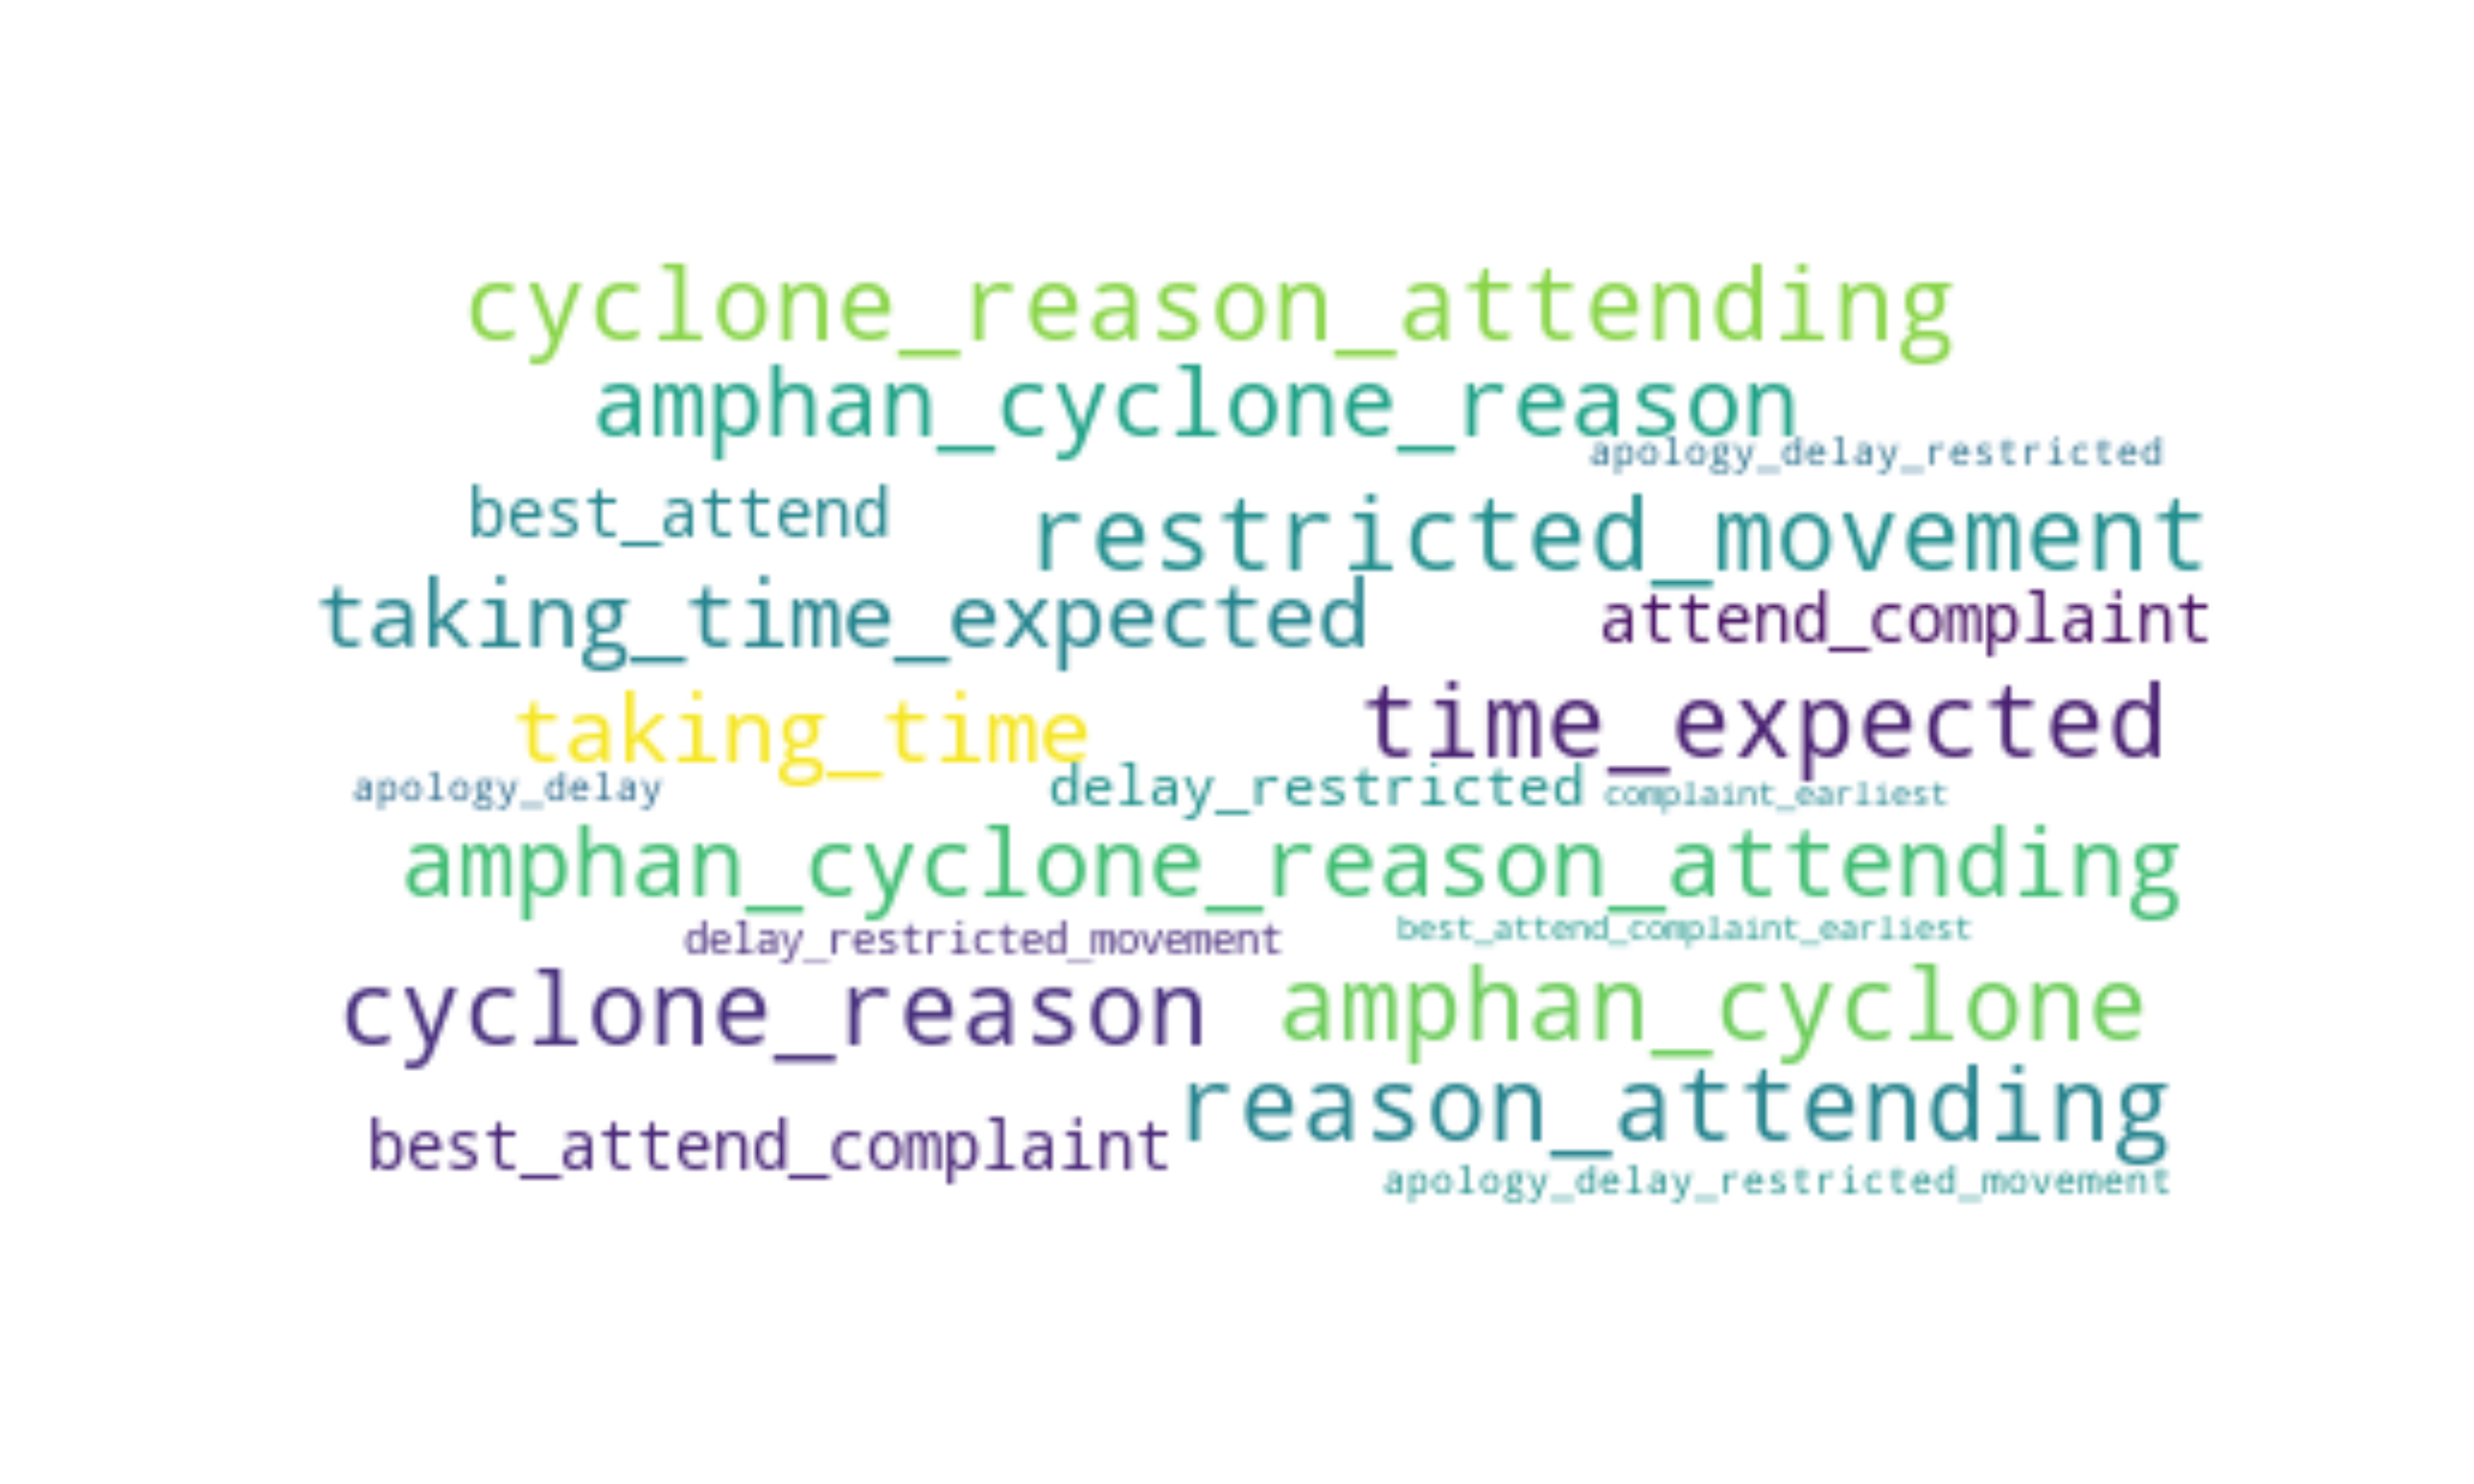 cyclone_reason_attending
amphan_cyclone_reason
apology_delay_restricted
best_attend
restricted_movement
taking_time_expected
attend_complaint
taking_time
time_expected
apology_delay
delay_restricted
complaint_earliest
amphan_cyclone_reason_attending
delay_restricted_movement
best_attend_complaint_earliest
cyclone_reason
amphan_cyclone
reason_attending
best_attend_complaint
apology_delay_restricted_movement